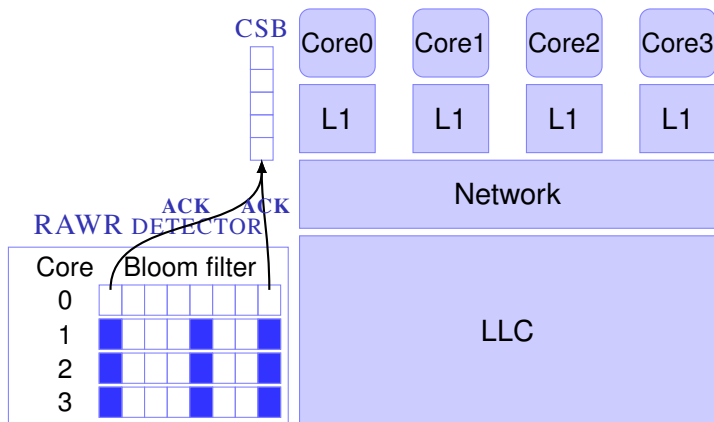 CSB
Core0 Core1 Core2 Core3
L1 L1 L1 L1
Network
ACK ACK
RAWR DETECTOR
Core Bloom filter
0
1
2
3
LLC